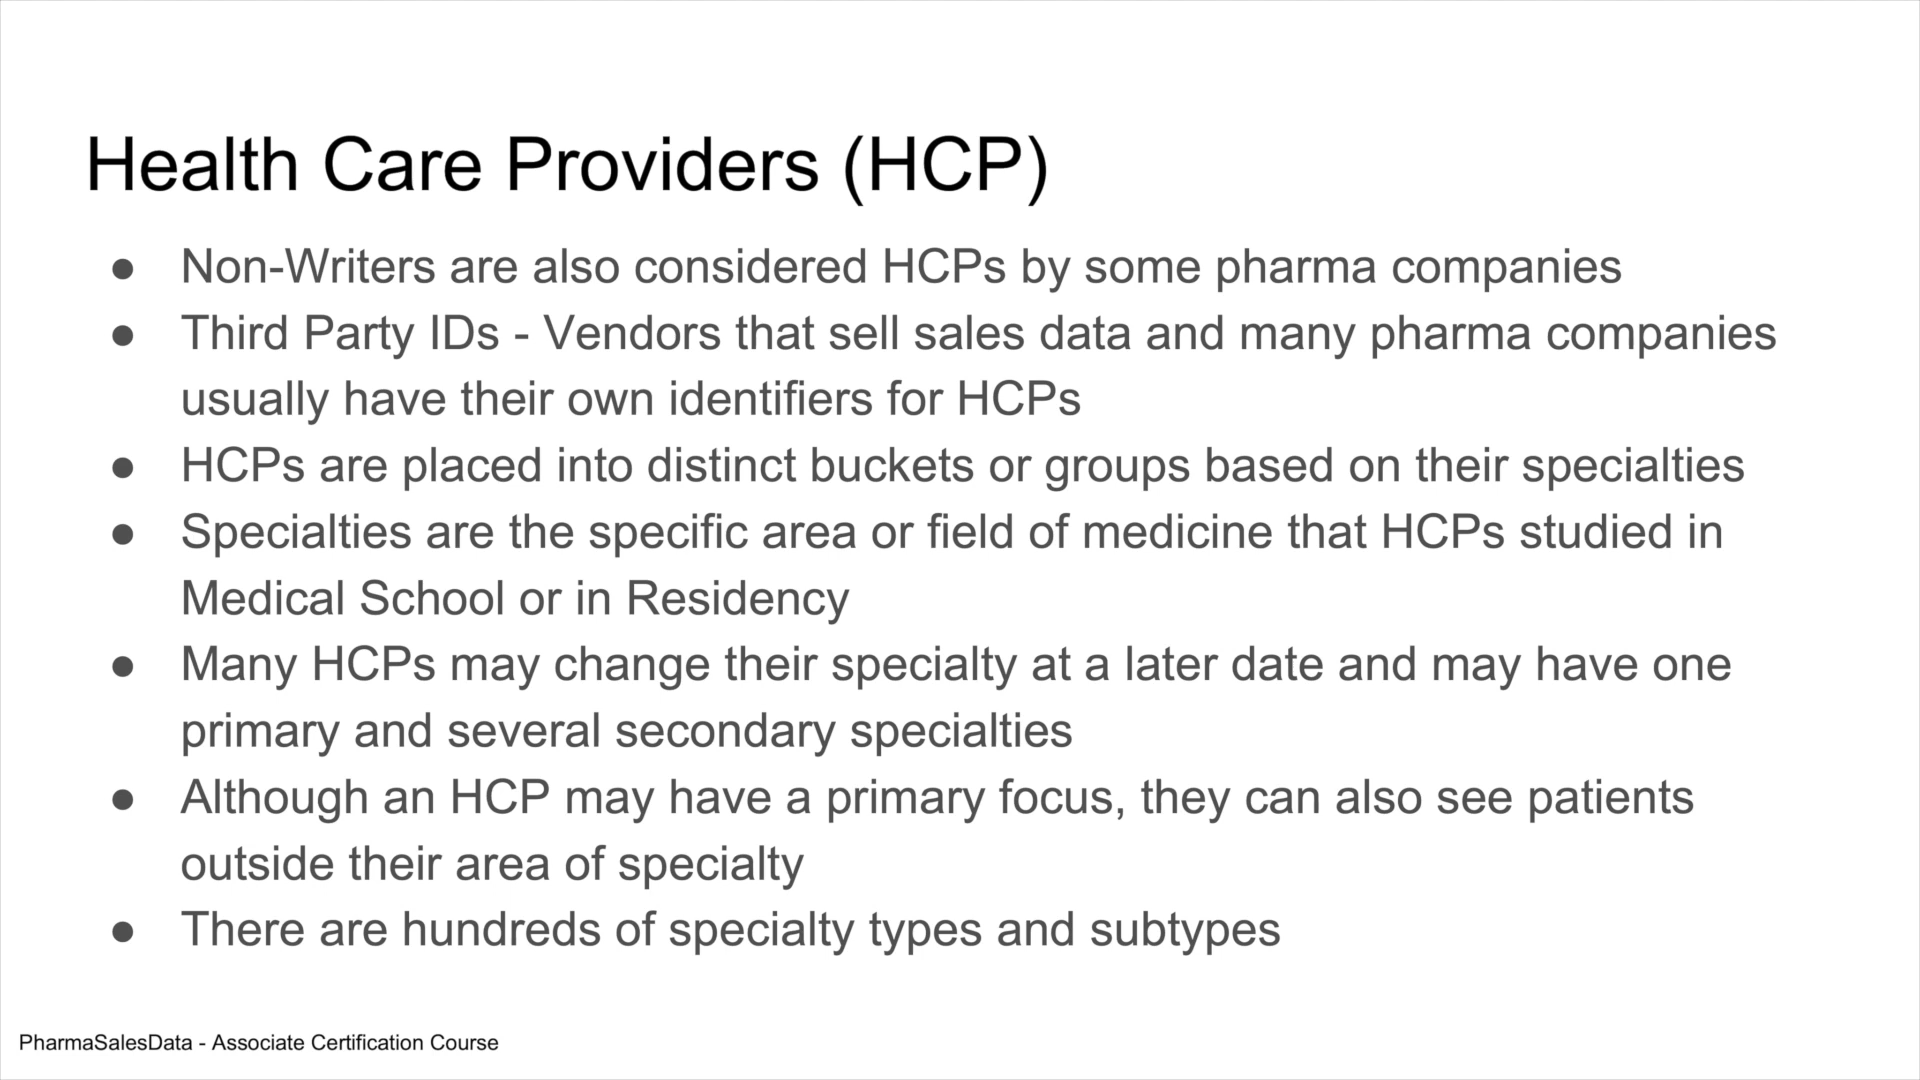 Health Care Providers (HCP)
● Non-Writers are also considered HCPs by some pharma companies
● Third Party IDs - Vendors that sell sales data and many pharma companies
usually have their own identifiers for HCPs
● HCPs are placed into distinct buckets or groups based on their specialties
● Specialties are the specific area or field of medicine that HCPs studied in
Medical School or in Residency
● Many HCPs may change their specialty at a later date and may have one
primary and several secondary specialties
● Although an HCP may have a primary focus, they can also see patients
outside their area of specialty
● There are hundreds of specialty types and subtypes
PharmaSalesData - Associate Certification Course